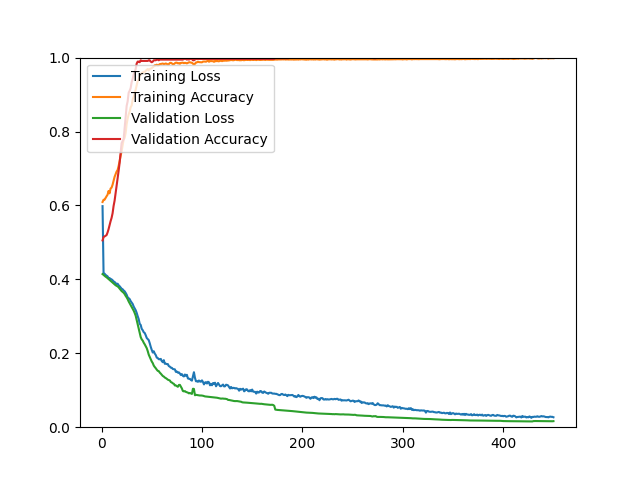 1.0
0.8
0.6
0.4
0.2
0.0
Training Loss
Training Accuracy
Validation Loss
Validation Accuracy
0 100 200 300 400